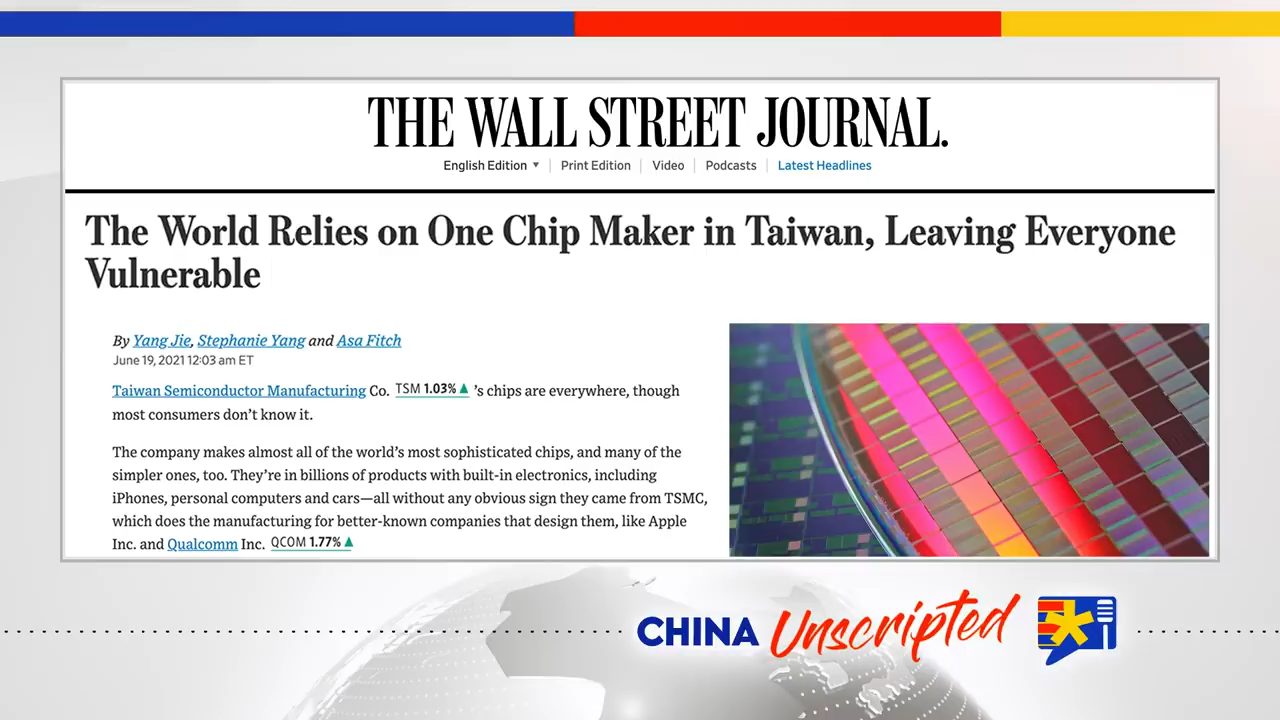 THE WALL STREET JOURNAL.
English Edition ▼ | Print Edition | Video | Podcasts | Latest Headlines
The World Relies on One Chip Maker in Taiwan, Leaving Everyone
Vulnerable
By Yang Jie, Stephanie Yang and Asa Fitch
June 19, 2021 12:03 am ET
Taiwan Semiconductor Manufacturing Co. TSM 1.03% ▲ 's chips are everywhere, though
most consumers don't know it.
The company makes almost all of the world's most sophisticated chips, and many of the
simpler ones, too. They're in billions of products with built-in electronics, including
iPhones, personal computers and cars—all without any obvious sign they came from TSMC,
which does the manufacturing for better-known companies that design them, like Apple
Inc. and Qualcomm Inc. QCOM 1.77% ▲
CHINA Unscripted